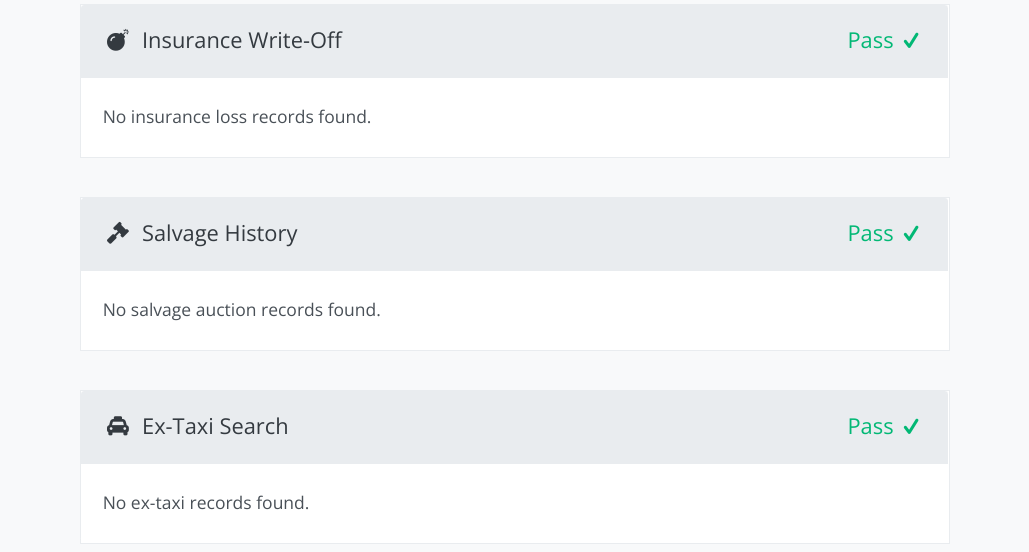 Insurance Write-Off
Pass
No insurance loss records found.
Salvage History
Pass
No salvage auction records found.
Ex-Taxi Search
Pass
No ex-taxi records found.